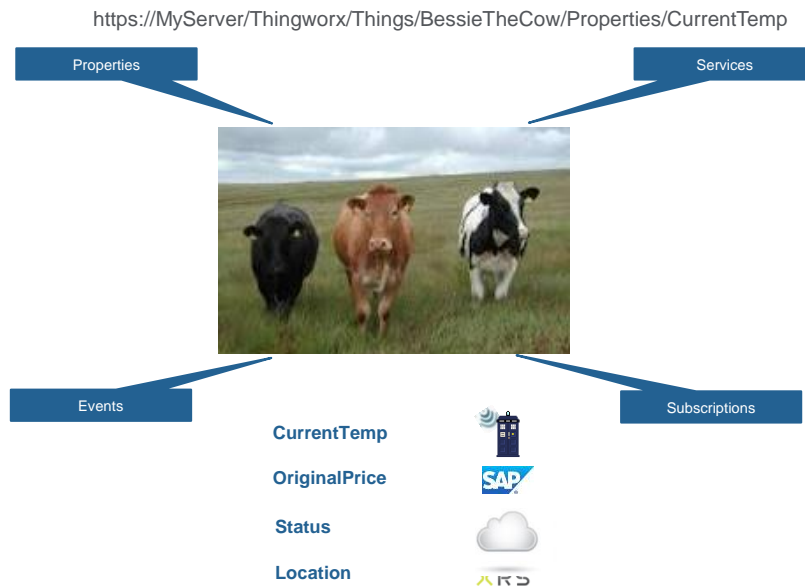 https://MyServer/Thingworx/Things/BessieTheCow/Properties/CurrentTemp
Properties
Services
Events
Subscriptions
CurrentTemp
OriginalPrice
SAP
Status
Location